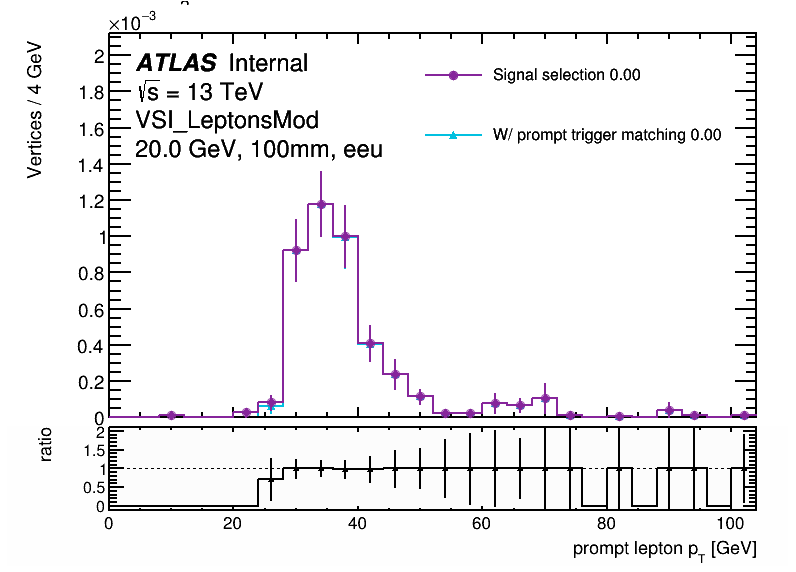 ×10⁻³
Vertices / 4 GeV
2
1.8
1.6
1.4
1.2
1
0.8
0.6
0.4
0.2
0
ATLAS Internal
√s = 13 TeV
VSI_LeptonsMod
20.0 GeV, 100mm, eeu
Signal selection 0.00
W/ prompt trigger matching 0.00
ratio
2
1.5
1
0.5
0
0 20 40 60 80 100
prompt lepton p_T [GeV]